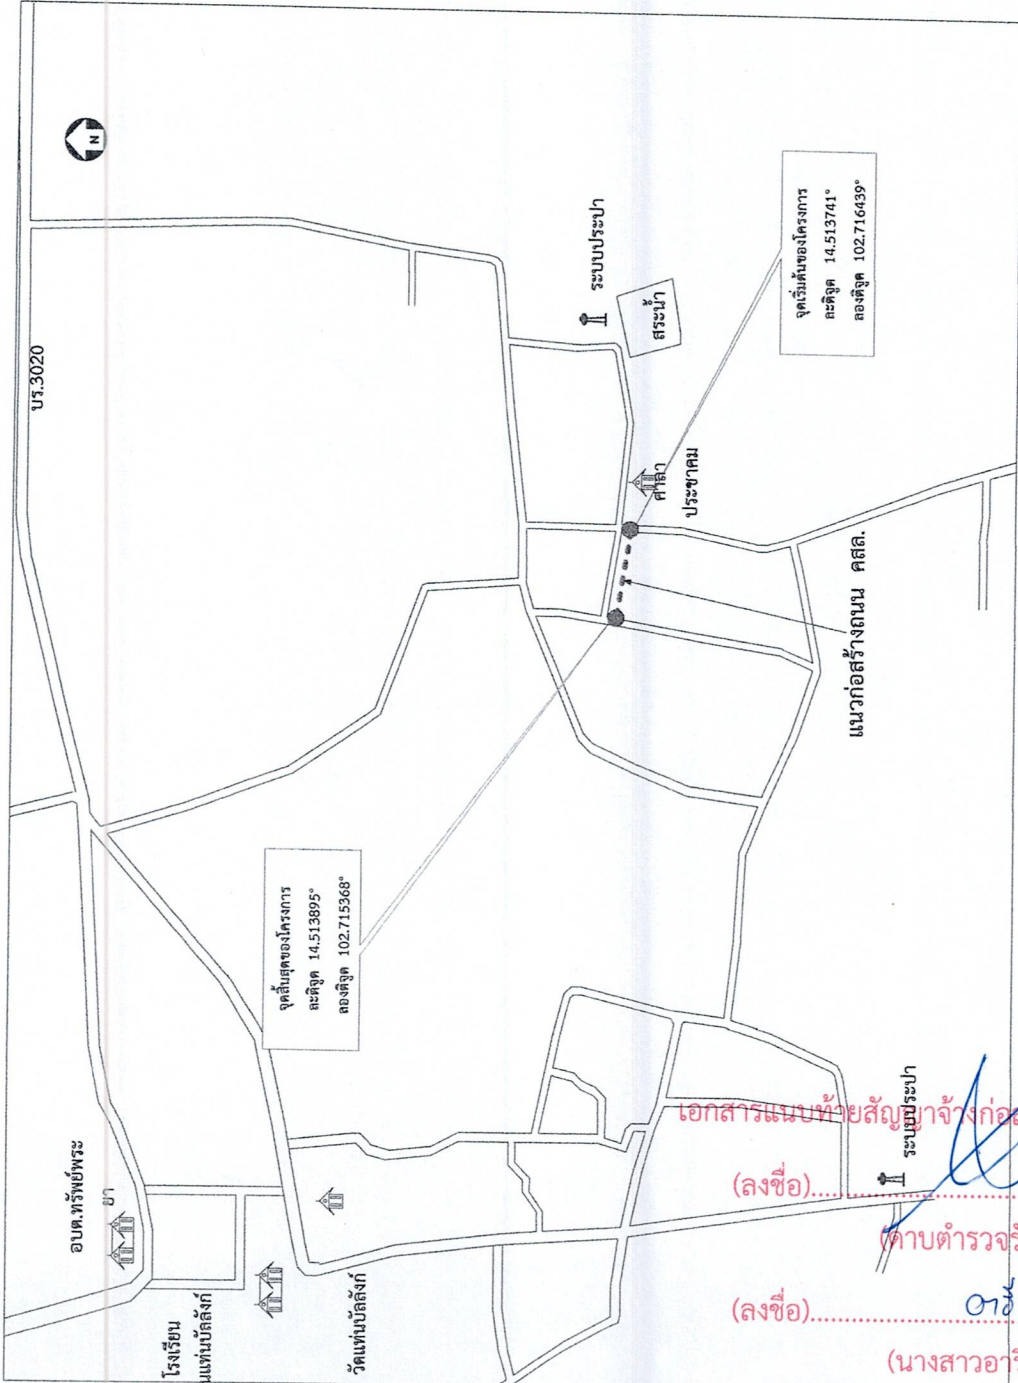 N
บร.3020
ระบบประปา
สระน้ำ
จุดเริ่มต้นของโครงการ
ละติจูด 14.513741°
ลองติจูด 102.716439°
ศาลา
ประชาคม
แนวก่อสร้างถนน คสล.
จุดสิ้นสุดของโครงการ
ละติจูด 14.513895°
ลองติจูด 102.715368°
อบต.ทรัพย์พระ
ยา
โรงเรียน
นแท่นบัลลังก์
วัดแท่นบัลลังก์
ระบบประปา
เอกสารแนบท้ายสัญญาจ้างก่อ
(ลงชื่อ)
(ดาบตำรวจ
(ลงชื่อ)
(นางสาวอา